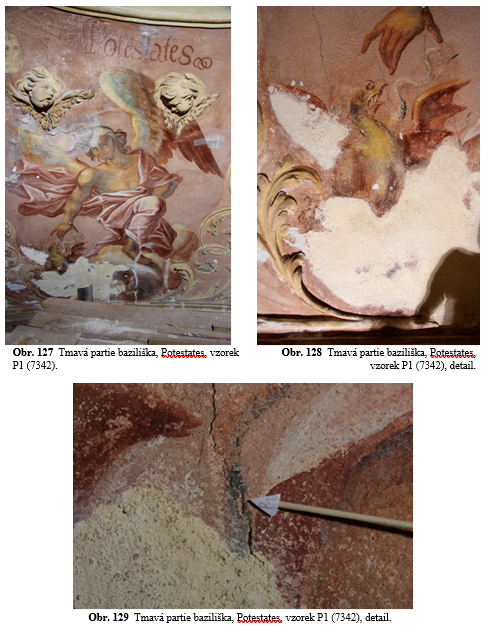 Potestates
Obr. 127 Tmavá partie baziliška, Potestates, vzorek
P1 (7342).
Obr. 128 Tmavá partie baziliška, Potestates,
vzorek P1 (7342), detail.
Obr. 129 Tmavá partie baziliška, Potestates, vzorek P1 (7342), detail.